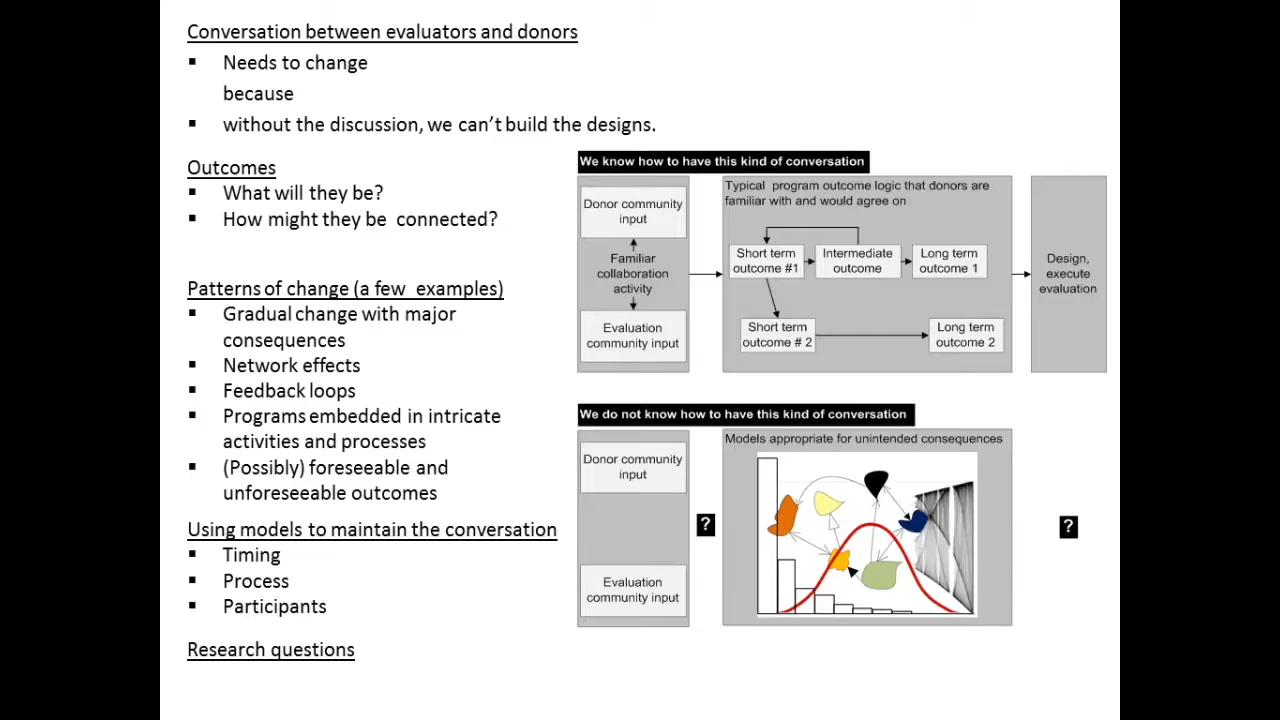 Conversation between evaluators and donors
▪ Needs to change
because
▪ without the discussion, we can't build the designs.
Outcomes
▪ What will they be?
▪ How might they be connected?
Patterns of change (a few examples)
▪ Gradual change with major
consequences
▪ Network effects
▪ Feedback loops
▪ Programs embedded in intricate
activities and processes
▪ (Possibly) foreseeable and
unforeseeable outcomes
Using models to maintain the conversation
▪ Timing
▪ Process
▪ Participants
Research questions
We know how to have this kind of conversation
Donor community
input
Familiar
collaboration
activity
Evaluation
community input
Typical program outcome logic that donors are
familiar with and would agree on
Short term
outcome #1
Intermediate
outcome
Long term
outcome 1
Short term
outcome # 2
Long term
outcome 2
Design,
execute
evaluation
We do not know how to have this kind of conversation
Donor community
input
Evaluation
community input
?
Models appropriate for unintended consequences
?